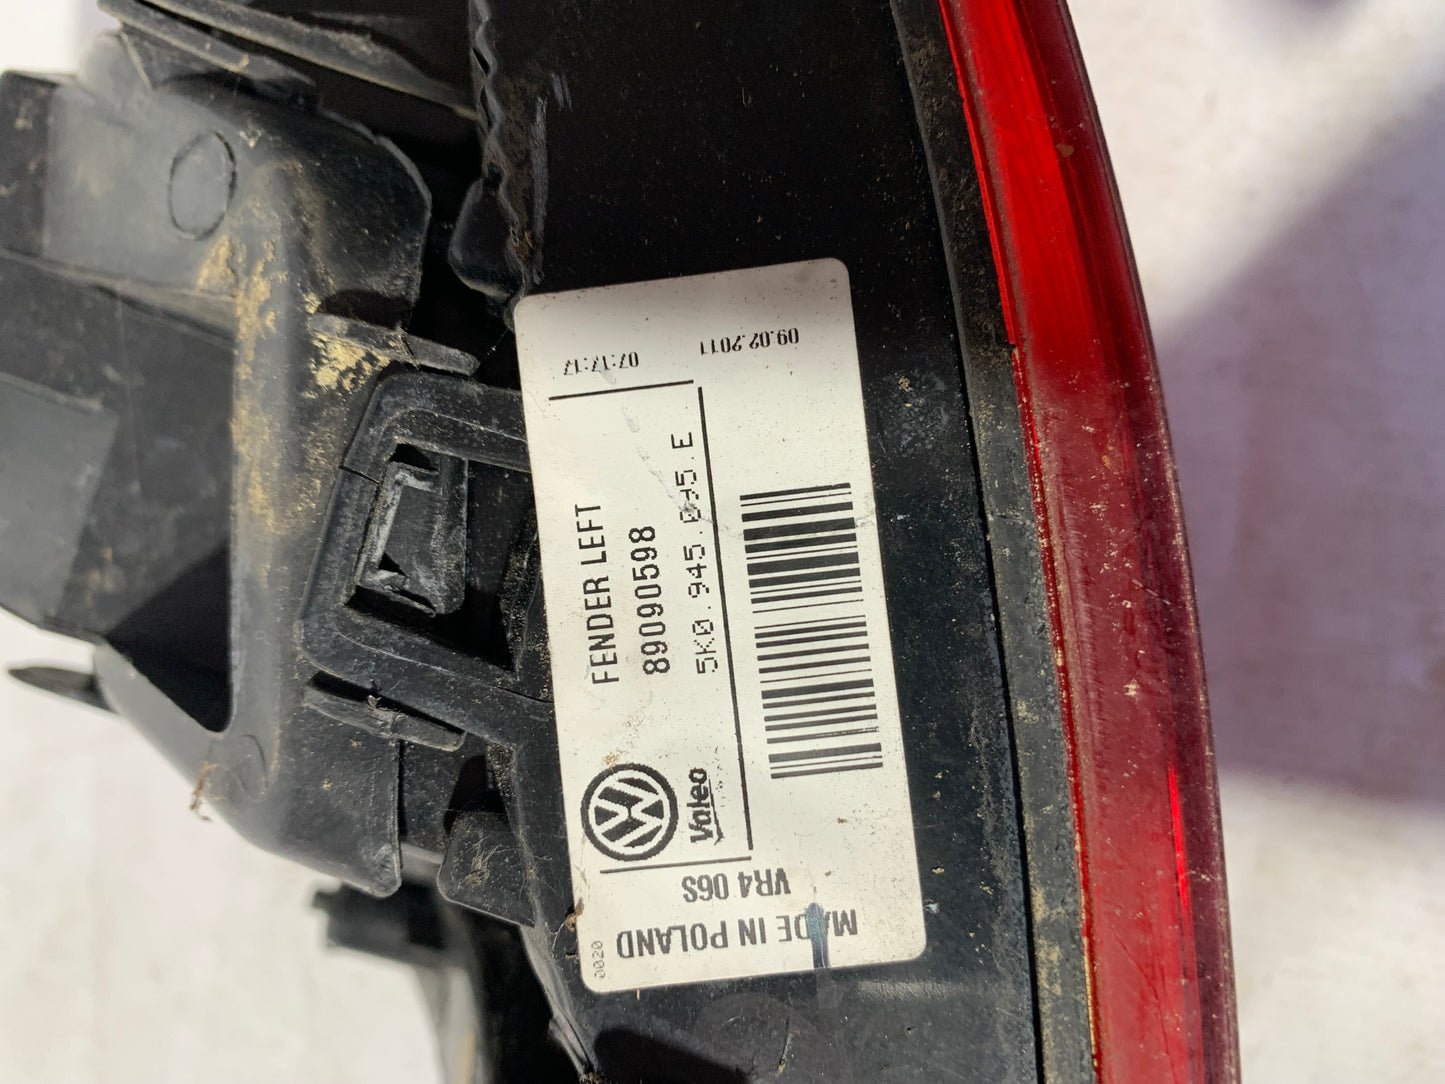 09.02.2011
07:17:17
FENDER LEFT
89090598
5K0.945.095.E
Valeo
VR4 06S
MADE IN POLAND
0020